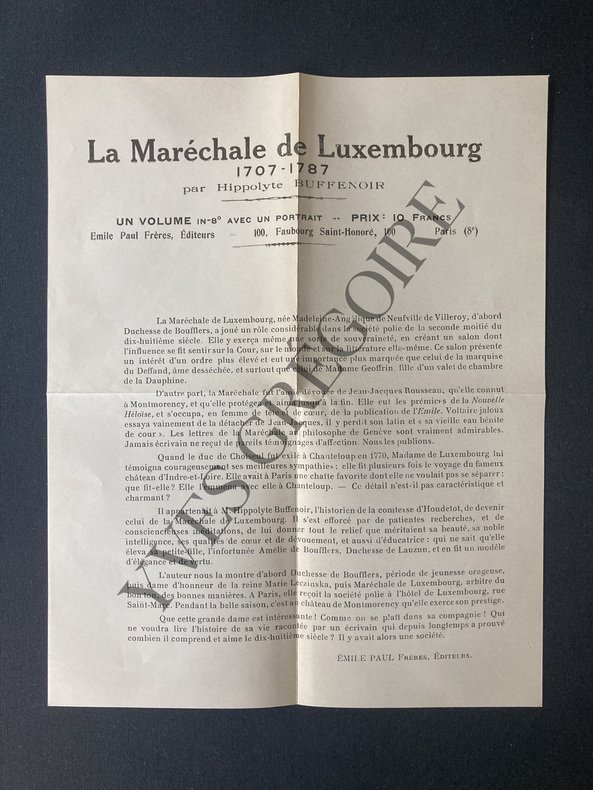 La Maréchale de Luxembourg
1707-1787
par Hippolyte BUFFENOIR
UN VOLUME IN-8° AVEC UN PORTRAIT -- PRIX: 10 FRANCS
Emile Paul Frères, Éditeurs — 100, Faubourg Saint-Honoré, 100 Paris (8e)
La Maréchale de Luxembourg, née Madeleine-Angélique de Neufville de Villeroy, d'abord
Duchesse de Boufflers, a joué un rôle considérable dans la société polie de la seconde moitié du
dix-huitième siècle. Elle y exerça même une sorte de souveraineté, en créant un salon dont
l'influence se fit sentir sur la Cour, sur le monde et sur la littérature elle-même. Ce salon présente
un intérêt d'un ordre plus élevé et eut une importance plus marquée que celui de la marquise
du Deffand, âme desséchée, et surtout que celui de Madame Geoffrin, fille d'un valet de chambre
de la Dauphine.
D'autre part, la Maréchale fut l'amie dévouée de Jean-Jacques Rousseau, qu'elle connut
à Montmorency, et qu'elle protégea et aima jusqu'à la fin. Elle eut les prémices de la Nouvelle
Héloïse, et s'occupa, en femme de tête et de cœur, de la publication de l'Emile. Voltaire jaloux
essaya vainement de la détacher de Jean-Jacques, il y perdit son latin et « sa vieille eau bénite
de cour ». Les lettres de la Maréchale au philosophe de Genève sont vraiment admirables.
Jamais écrivain ne reçut de pareils témoignages d'affection. Nous les publions.
Quand le duc de Choiseul fut exilé à Chanteloup en 1770, Madame de Luxembourg lui
témoigna courageusement ses meilleures sympathies : elle fit plusieurs fois le voyage du fameux
château d'Indre-et-Loire. Elle avait à Paris une chatte favorite dont elle ne voulait pas se séparer :
que fit-elle ? Elle l'emmena avec elle à Chanteloup. — Ce détail n'est-il pas caractéristique et
charmant ?
Il appartenait à M. Hippolyte Buffenoir, l'historien de la comtesse d'Houdetot, de devenir
celui de la Maréchale de Luxembourg. Il s'est efforcé par de patientes recherches, et de
consciencieuses méditations, de lui donner tout le relief que méritaient sa beauté, sa noble
intelligence, ses qualités de cœur et de dévouement, et aussi d'éducatrice : qui ne sait qu'elle
éleva sa petite-fille, l'infortunée Amélie de Boufflers, Duchesse de Lauzun, et en fit un modèle
d'élégance et de vertu.
L'auteur nous la montre d'abord Duchesse de Boufflers, période de jeunesse orageuse,
puis dame d'honneur de la reine Marie Leczinska, puis Maréchale de Luxembourg, arbitre du
bon ton, des bonnes manières. A Paris, elle reçoit la société polie à l'hôtel de Luxembourg, rue
Saint-Marc. Pendant la belle saison, c'est au château de Montmorency qu'elle exerce son prestige.
Que cette grande dame est intéressante ! Comme on se plaît dans sa compagnie ! Qui
ne voudra lire l'histoire de sa vie racontée par un écrivain qui depuis longtemps a prouvé
combien il comprend et aime le dix-huitième siècle ? Il y avait alors une société.
ÉMILE PAUL FRÈRES, ÉDITEURS.
YVES GREGOIRE